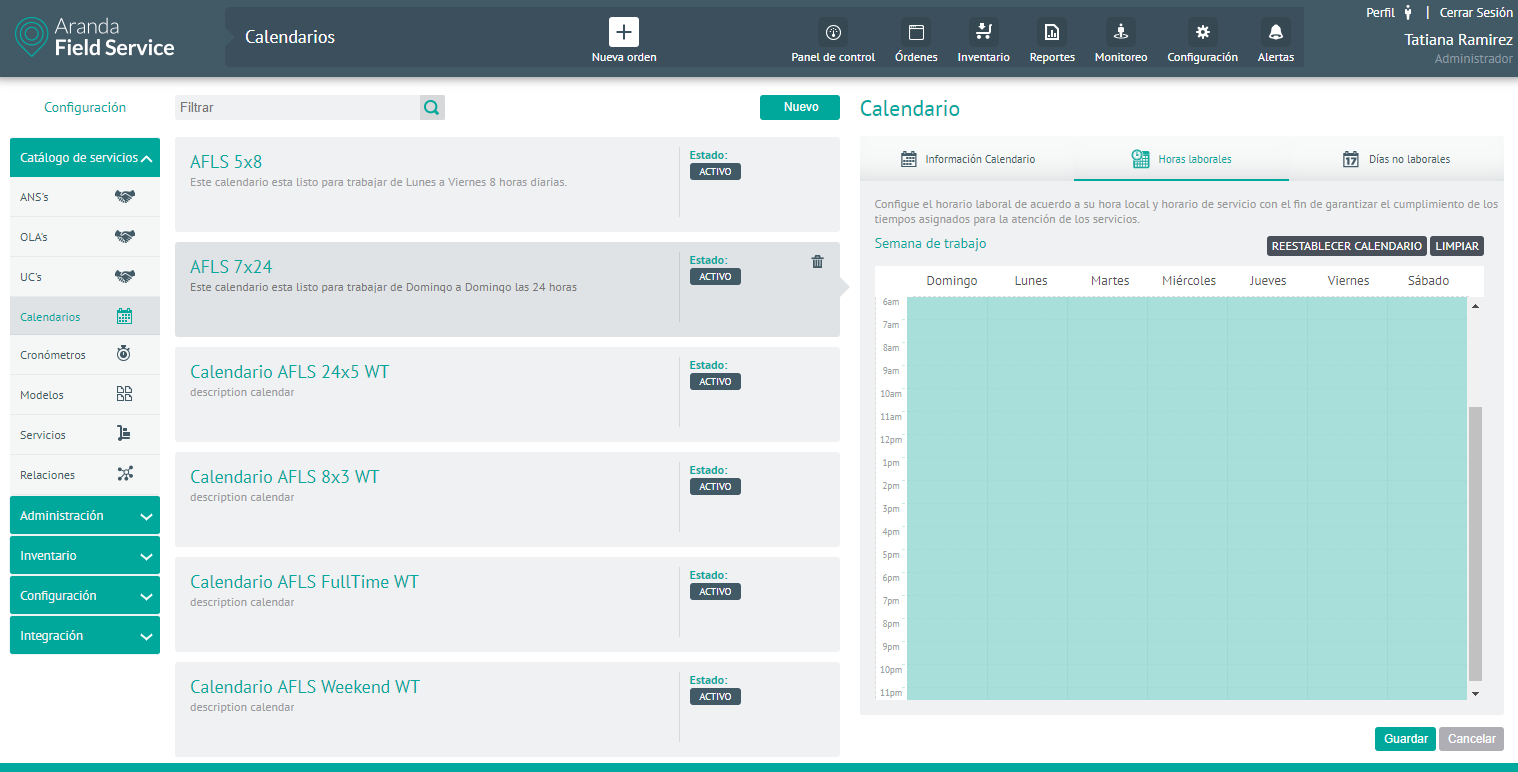 Aranda
Field Service
Calendarios
Nueva orden
Panel de control
Órdenes
Inventario
Reportes
Monitoreo
Configuración
Alertas
Perfil | Cerrar Sesión
Tatiana Ramirez
Administrador
Configuración
Catálogo de servicios
ANS's
OLA's
UC's
Calendarios
Cronómetros
Modelos
Servicios
Relaciones
Administración
Inventario
Configuración
Integración
Filtrar
Nuevo
AFLS 5x8
Este calendario esta listo para trabajar de Lunes a Viernes 8 horas diarias.
Estado:
ACTIVO
AFLS 7x24
Este calendario esta listo para trabajar de Domingo a Domingo las 24 horas
Estado:
ACTIVO
Calendario AFLS 24x5 WT
description calendar
Estado:
ACTIVO
Calendario AFLS 8x3 WT
description calendar
Estado:
ACTIVO
Calendario AFLS FullTime WT
description calendar
Estado:
ACTIVO
Calendario AFLS Weekend WT
description calendar
Estado:
ACTIVO
Calendario
Información Calendario
Horas laborales
17
Días no laborales
Configue el horario laboral de acuerdo a su hora local y horario de servicio con el fin de garantizar el cumplimiento de los
tiempos asignados para la atención de los servicios.
Semana de trabajo
REESTABLECER CALENDARIO
LIMPIAR
Domingo Lunes Martes Miércoles Jueves Viernes Sábado
6am
7am
8am
9am
10am
11am
12pm
1pm
2pm
3pm
4pm
5pm
6pm
7pm
8pm
9pm
10pm
11pm
Guardar
Cancelar